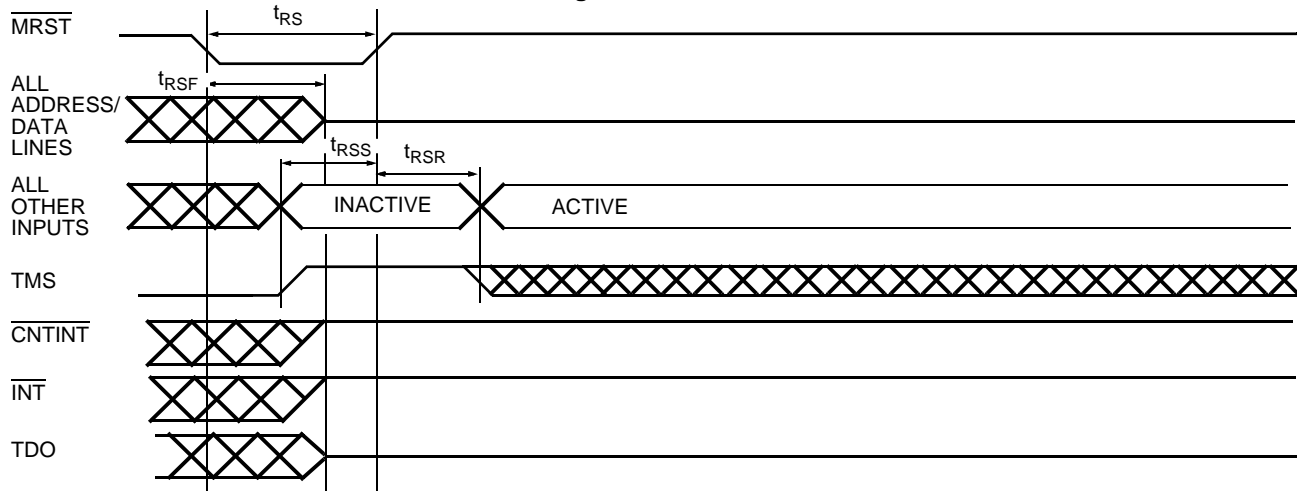 MRST
tRS
ALL
ADDRESS/
DATA
LINES
tRSF
tRSS
tRSR
ALL
OTHER
INPUTS
INACTIVE
ACTIVE
TMS
CNTINT
INT
TDO